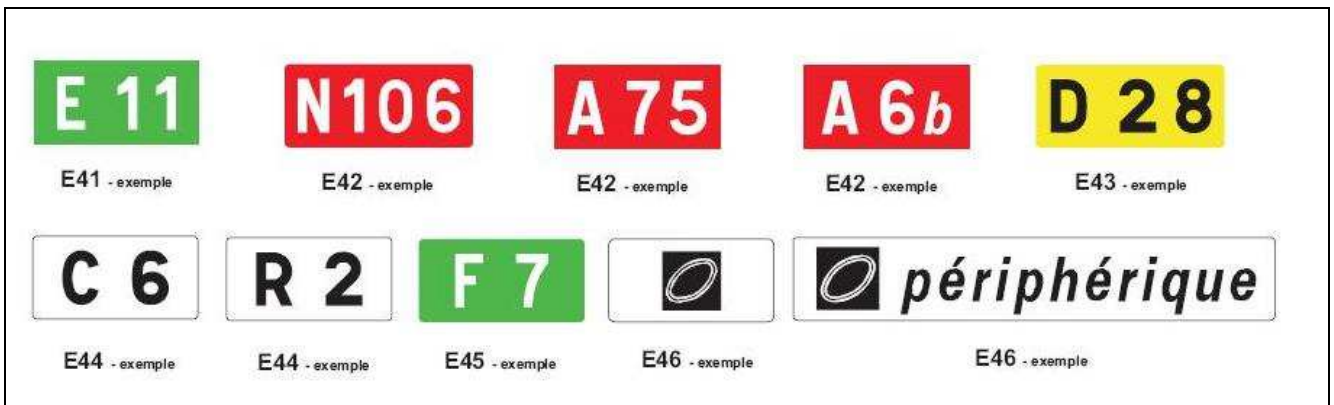 E 11 N106 A 75 A 6b D 28
E41 - exemple E42 - exemple E42 - exemple E42 - exemple E43 - exemple
C 6 R 2 F 7 périphérique
E44 - exemple E44 - exemple E45 - exemple E46 - exemple E46 - exemple